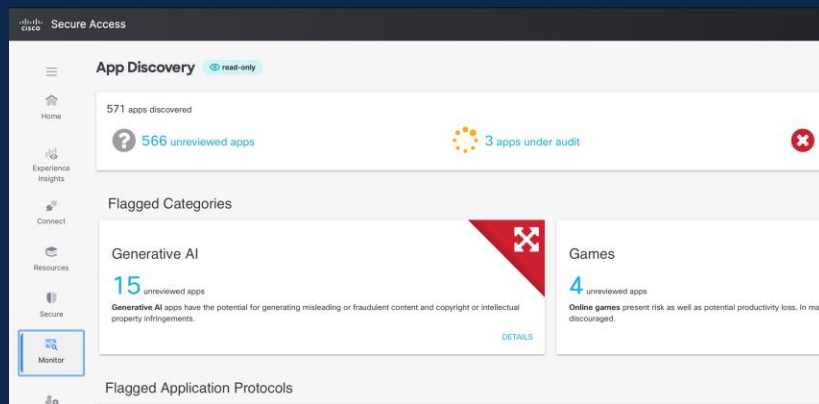 cisco Secure Access
App Discovery read-only
571 apps discovered
566 unreviewed apps
3 apps under audit
Home
Experience
Insights
Connect
Resources
Secure
Monitor
Flagged Categories
Generative AI
15 unreviewed apps
Generative AI apps have the potential for generating misleading or fraudulent content and copyright or intellectual
property infringements.
DETAILS
Games
4 unreviewed apps
Online games present risk as well as potential productivity loss. In ma
discouraged.
Flagged Application Protocols